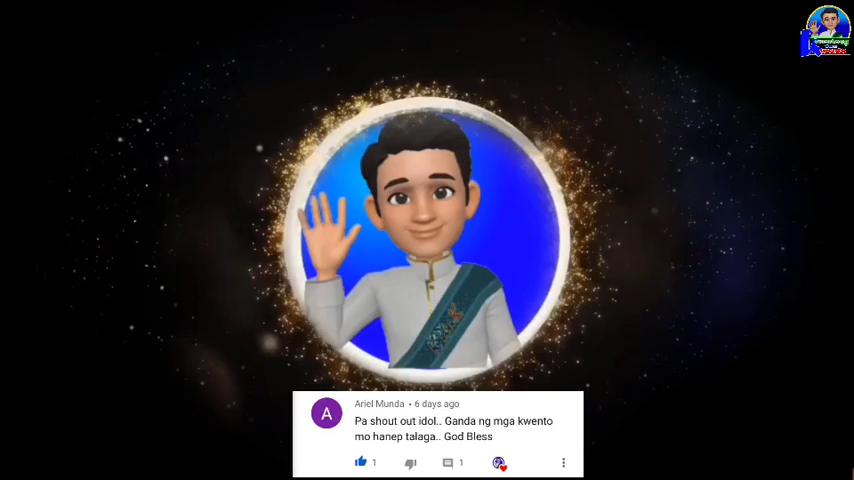 Ariel Munda • 6 days ago
A
Pa shout out idol.. Ganda ng mga kwento
mo hanep talaga.. God Bless
1
1